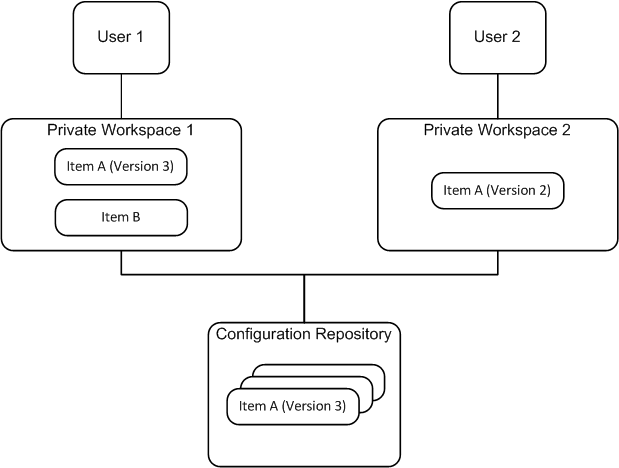 User 1
User 2
Private Workspace 1
Private Workspace 2
Item A (Version 3)
Item B
Item A (Version 2)
Configuration Repository
Item A (Version 3)